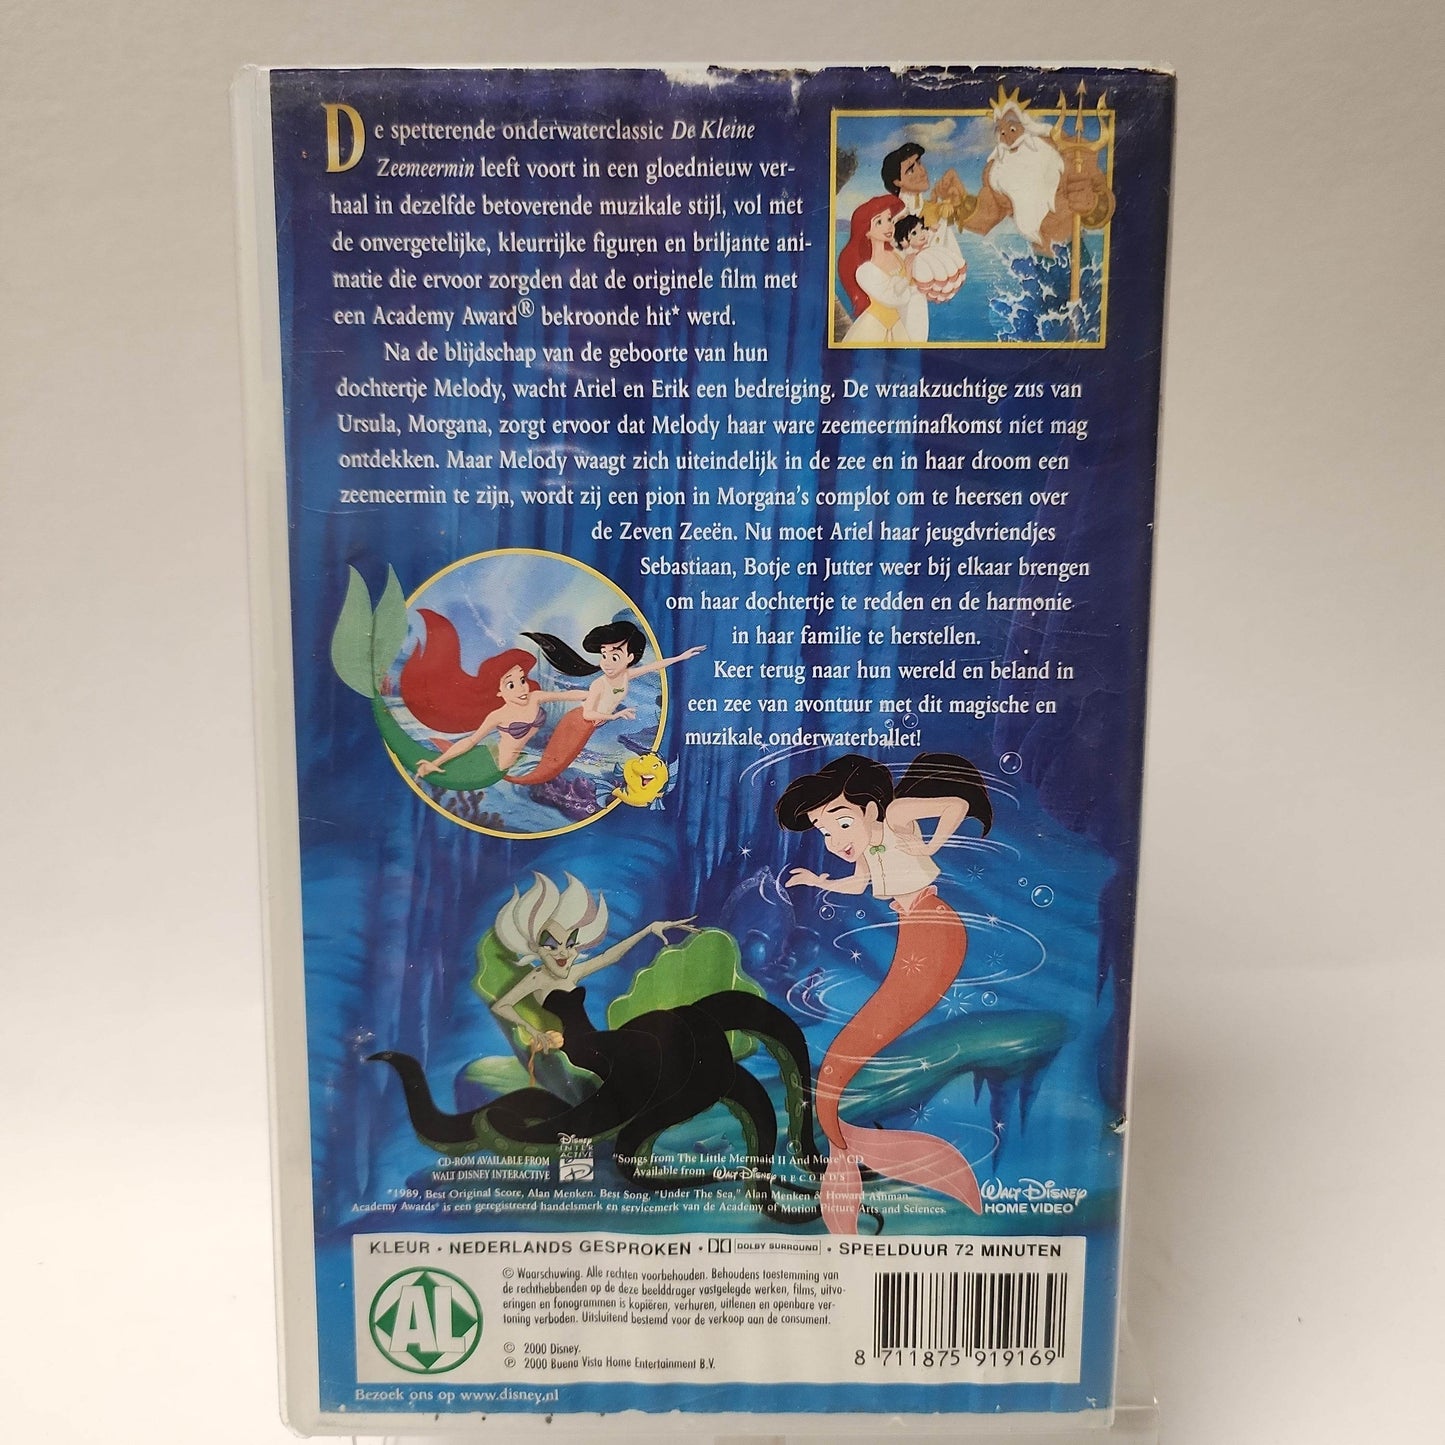 De spetterende onderwaterclassic De Kleine
Zeemeermin leeft voort in een gloednieuw ver-
haal in dezelfde betoverende muzikale stijl, vol met
de onvergetelijke, kleurrijke figuren en briljante ani-
matie die ervoor zorgden dat de originele film met
een Academy Award® bekroonde hit* werd.
Na de blijdschap van de geboorte van hun
dochtertje Melody, wacht Ariel en Erik een bedreiging. De wraakzuchtige zus van
Ursula, Morgana, zorgt ervoor dat Melody haar ware zeemeerminafkomst niet mag
ontdekken. Maar Melody waagt zich uiteindelijk in de zee en in haar droom een
zeemeermin te zijn, wordt zij een pion in Morgana's complot om te heersen over
de Zeven Zeeën. Nu moet Ariel haar jeugdvriendjes
Sebastiaan, Botje en Jutter weer bij elkaar brengen
om haar dochtertje te redden en de harmonie
in haar familie te herstellen.
Keer terug naar hun wereld en beland in
een zee van avontuur met dit magische en
muzikale onderwaterballet!
CD-ROM AVAILABLE FROM
WALT DISNEY INTERACTIVE
Disney
INTER
ACTIVE
"Songs from The Little Mermaid II And More" CD
Available from Walt Disney RECORDS
*1989, Best Original Score, Alan Menken. Best Song, "Under The Sea," Alan Menken & Howard Ashman.
Academy Awards® is een geregistreerd handelsmerk en servicemerk van de Academy of Motion Picture Arts and Sciences.
Walt Disney
HOME VIDEO
KLEUR • NEDERLANDS GESPROKEN • DOLBY SURROUND • SPEELDUUR 72 MINUTEN
AL
© Waarschuwing. Alle rechten voorbehouden. Behoudens toestemming van
de rechthebbenden op de deze beelddrager vastgelegde werken, films, uitvo-
eringen en fonogrammen is kopiëren, verhuren, uitlenen en openbare ver-
toning verboden. Uitsluitend bestemd voor de verkoop aan de consument.
© 2000 Disney.
℗ 2000 Buena Vista Home Entertainment B.V.
8 711875 919169
Bezoek ons op www.disney.nl